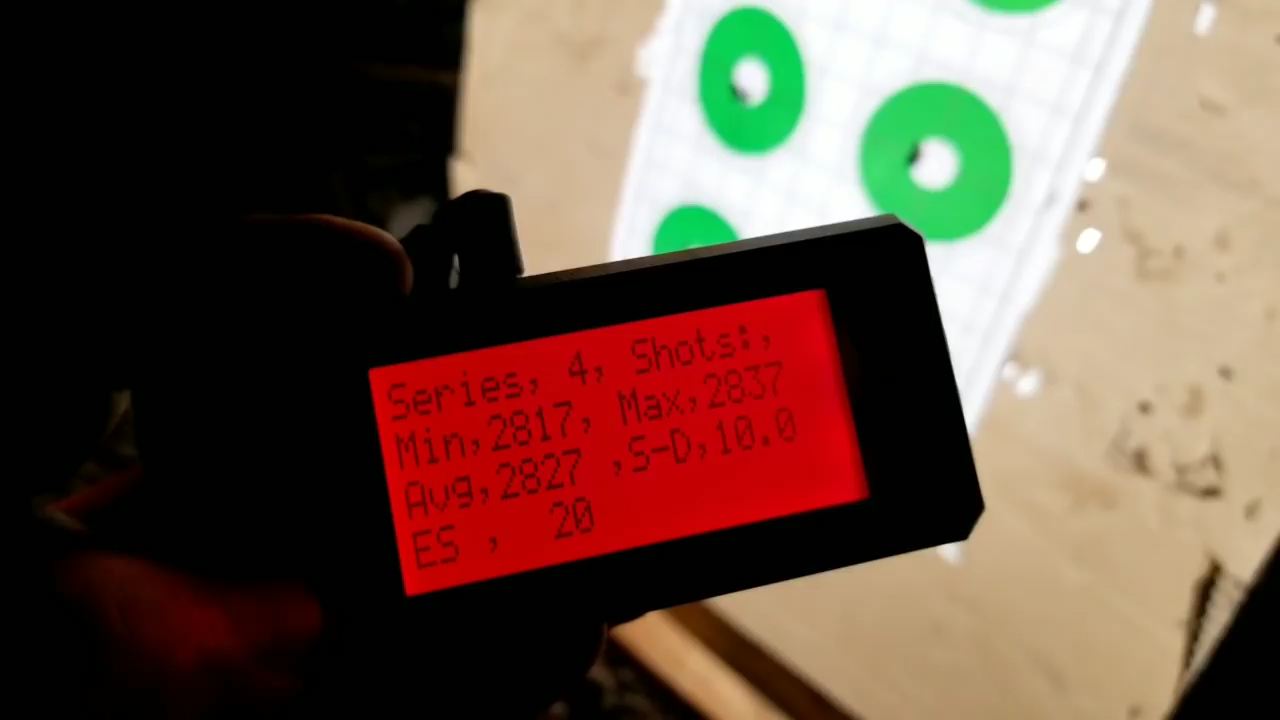 Series, 4, Shots:,
Min,2817, Max,2837
Avg,2827 ,S-D,10.0
ES , 20